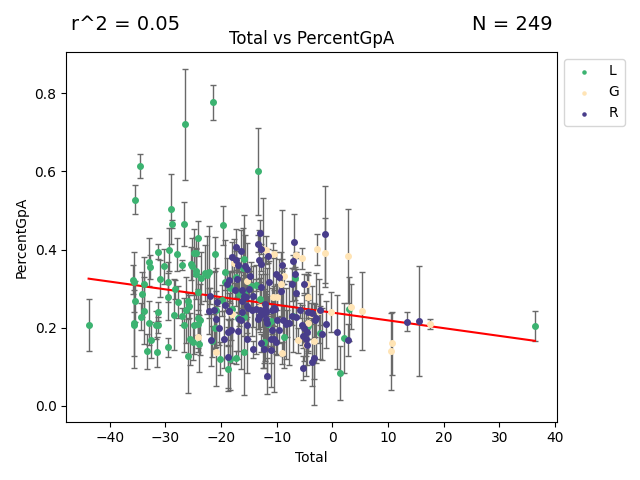 r^2 = 0.05 N = 249
Total vs PercentGpA
L
G
R
PercentGpA
0.8
0.6
0.4
0.2
0.0
−40 −30 −20 −10 0 10 20 30 40
Total